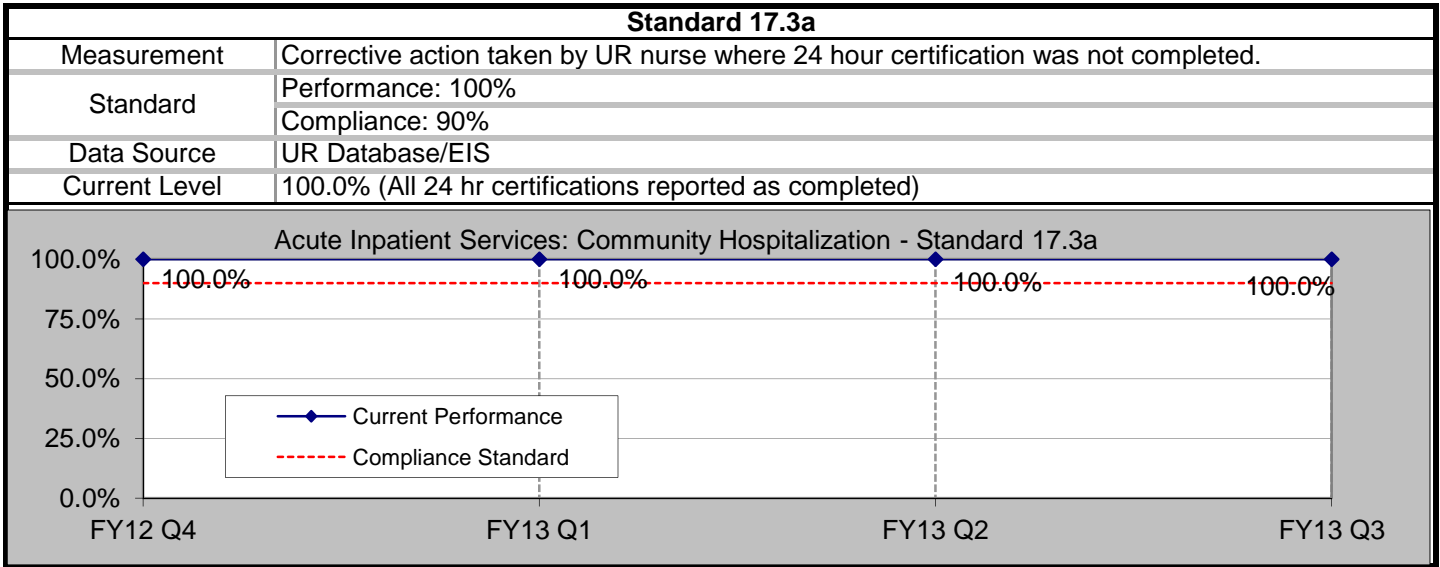 Standard 17.3a
Measurement Corrective action taken by UR nurse where 24 hour certification was not completed.
Standard
Performance: 100%
Compliance: 90%
Data Source UR Database/EIS
Current Level 100.0% (All 24 hr certifications reported as completed)
Acute Inpatient Services: Community Hospitalization - Standard 17.3a
100.0%
100.0% 100.0% 100.0% 100.0%
75.0%
50.0%
Current Performance
25.0%
Compliance Standard
0.0%
FY12 Q4 FY13 Q1 FY13 Q2 FY13 Q3